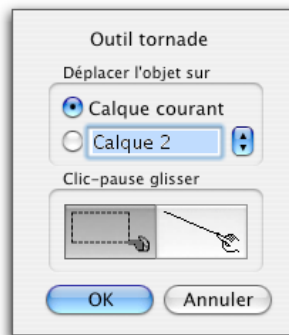 Outil tornade
Déplacer l'objet sur
Calque courant
Calque 2
Clic-pause glisser
OK
Annuler